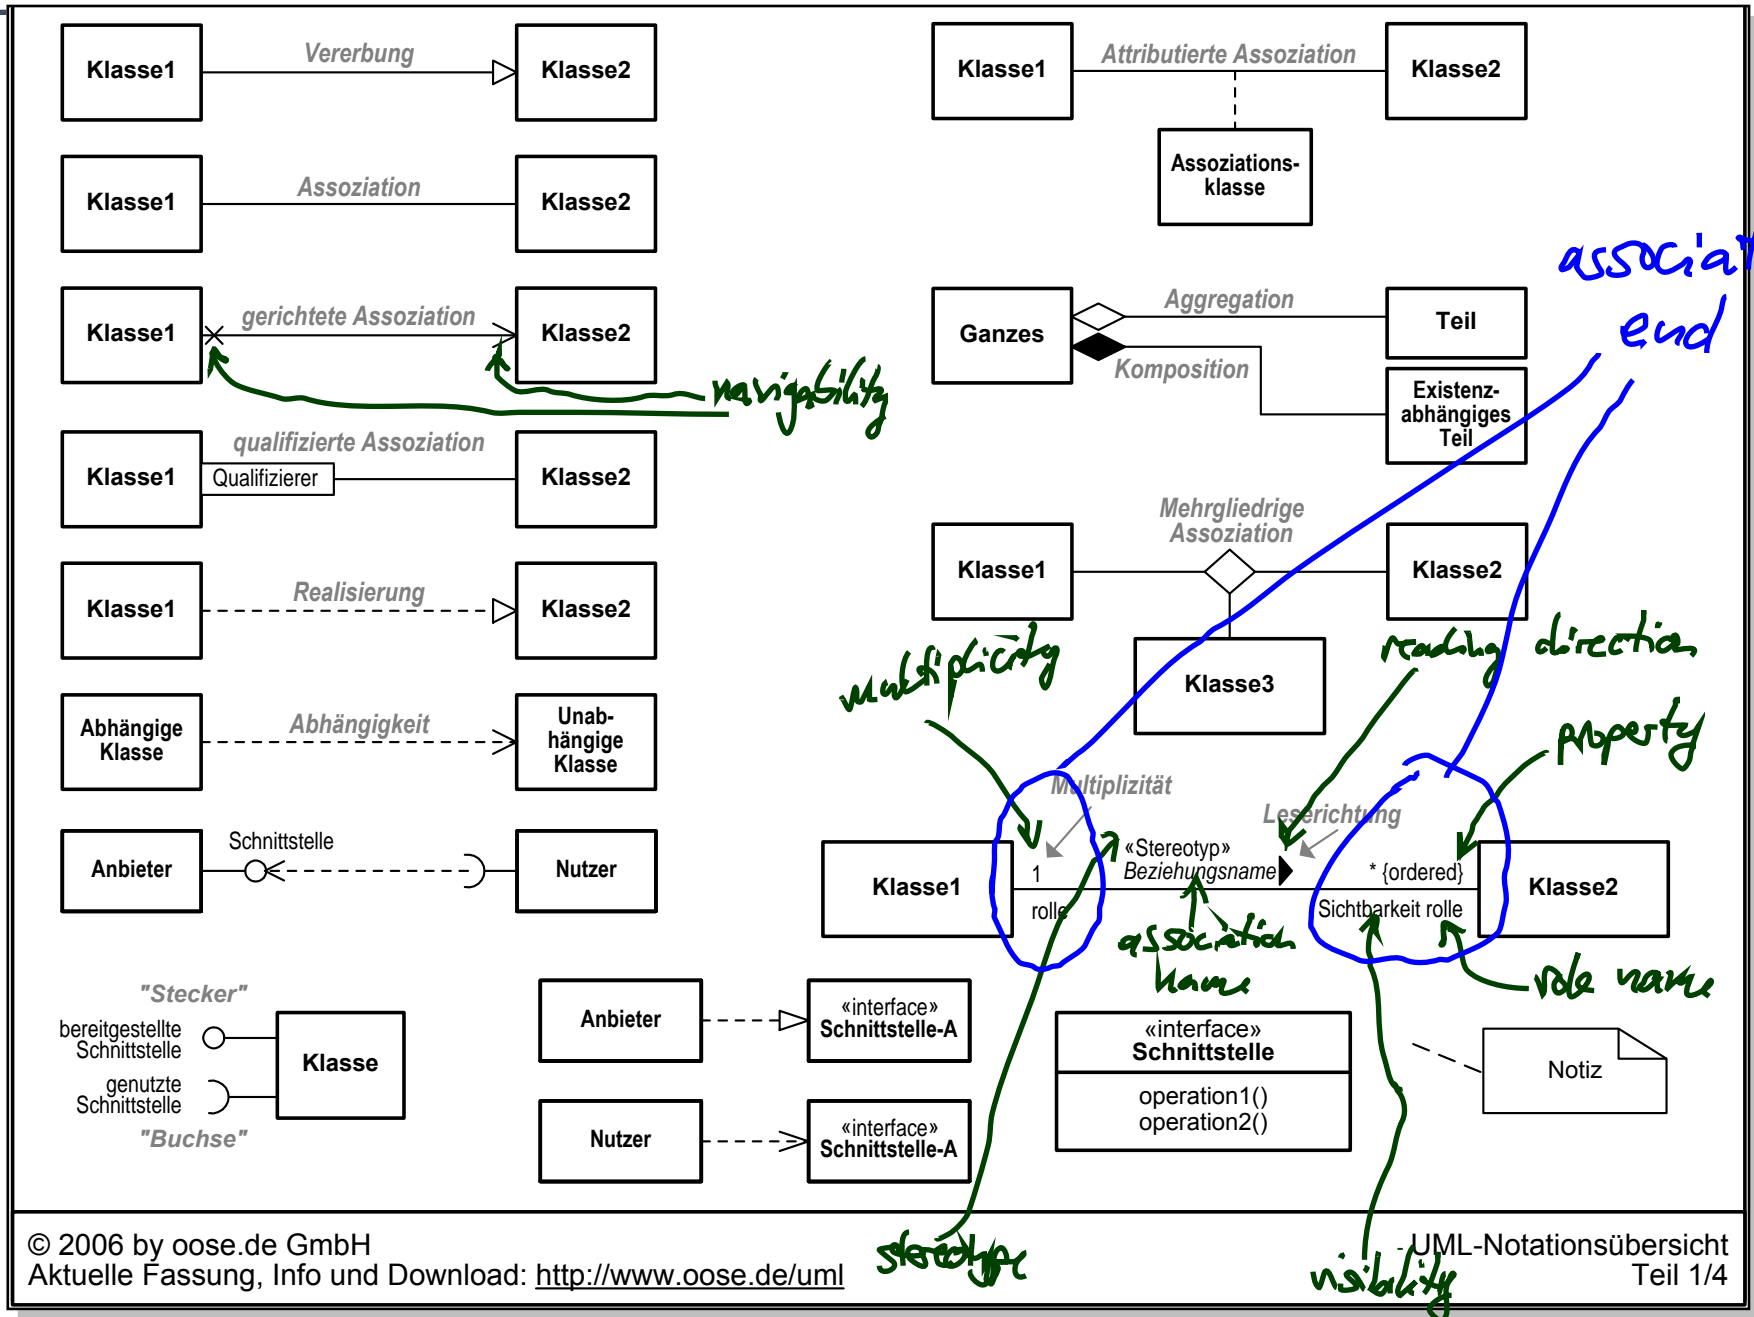 Klasse1
Vererbung
Klasse2
Klasse1
Attributierte Assoziation
Klasse2
Assoziations-
klasse
Klasse1
Assoziation
Klasse2
associat
end
Klasse1
gerichtete Assoziation
Klasse2
navigability
Ganzes
Aggregation
Teil
Komposition
Existenz-
abhängiges
Teil
Klasse1
qualifizierte Assoziation
Qualifizierer
Klasse2
Klasse1
Mehrgliedrige
Assoziation
Klasse2
Klasse3
Klasse1
Realisierung
Klasse2
multiplicity
reading direction
property
Abhängige
Klasse
Abhängigkeit
Unab-
hängige
Klasse
Multiplizität
Leserichtung
Anbieter
Schnittstelle
Nutzer
Klasse1
1
rolle
«Stereotyp»
Beziehungsname
* {ordered}
Sichtbarkeit rolle
Klasse2
association
name
role name
"Stecker"
bereitgestellte
Schnittstelle
genutzte
Schnittstelle
"Buchse"
Klasse
Anbieter
«interface»
Schnittstelle-A
Nutzer
«interface»
Schnittstelle-A
«interface»
Schnittstelle
operation1()
operation2()
Notiz
stereotype
visibility
© 2006 by oose.de GmbH
Aktuelle Fassung, Info und Download: http://www.oose.de/uml
UML-Notationsübersicht
Teil 1/4